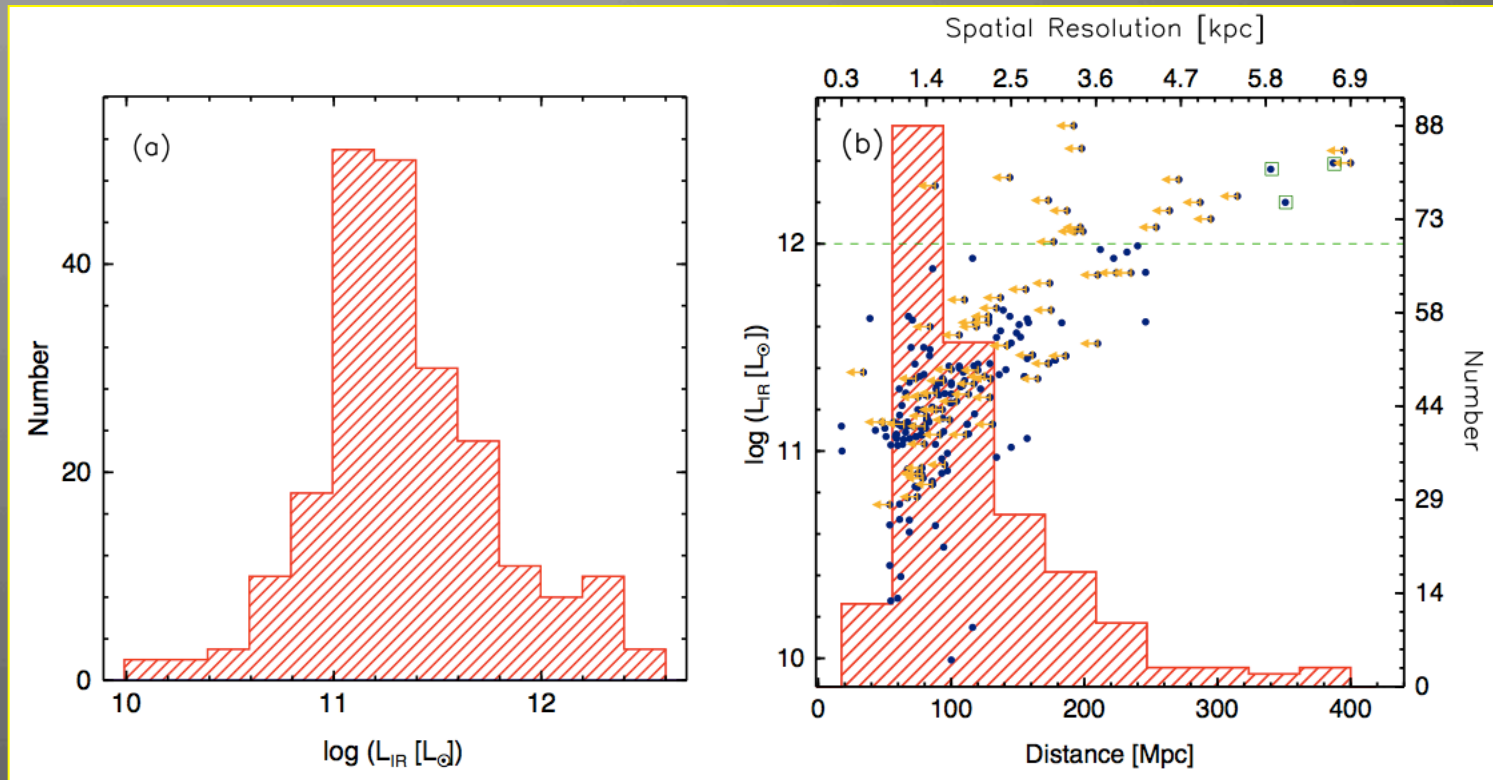 Spatial Resolution [kpc]
0.3 1.4 2.5 3.6 4.7 5.8 6.9
(a)
(b)
Number
40
20
0
10 11 12
log (L_IR [L_⊙])
log (L_IR [L_⊙])
12
11
10
88
73
58
44
29
14
0
Number
0 100 200 300 400
Distance [Mpc]